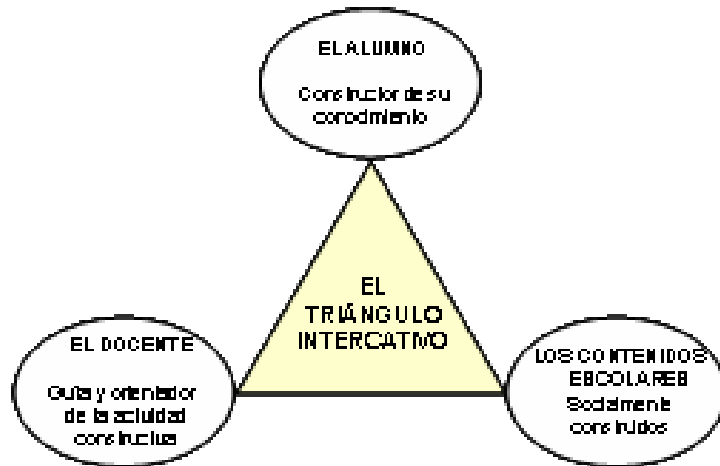 EL ALUMNO
Constructor de su
conocimiento
EL
TRIÁNGULO
INTERCATIVO
EL DOCENTE
Guía y orientador
de la actividad
constructiva
LOS CONTENIDOS
ESCOLARES
Socialmente
construidos